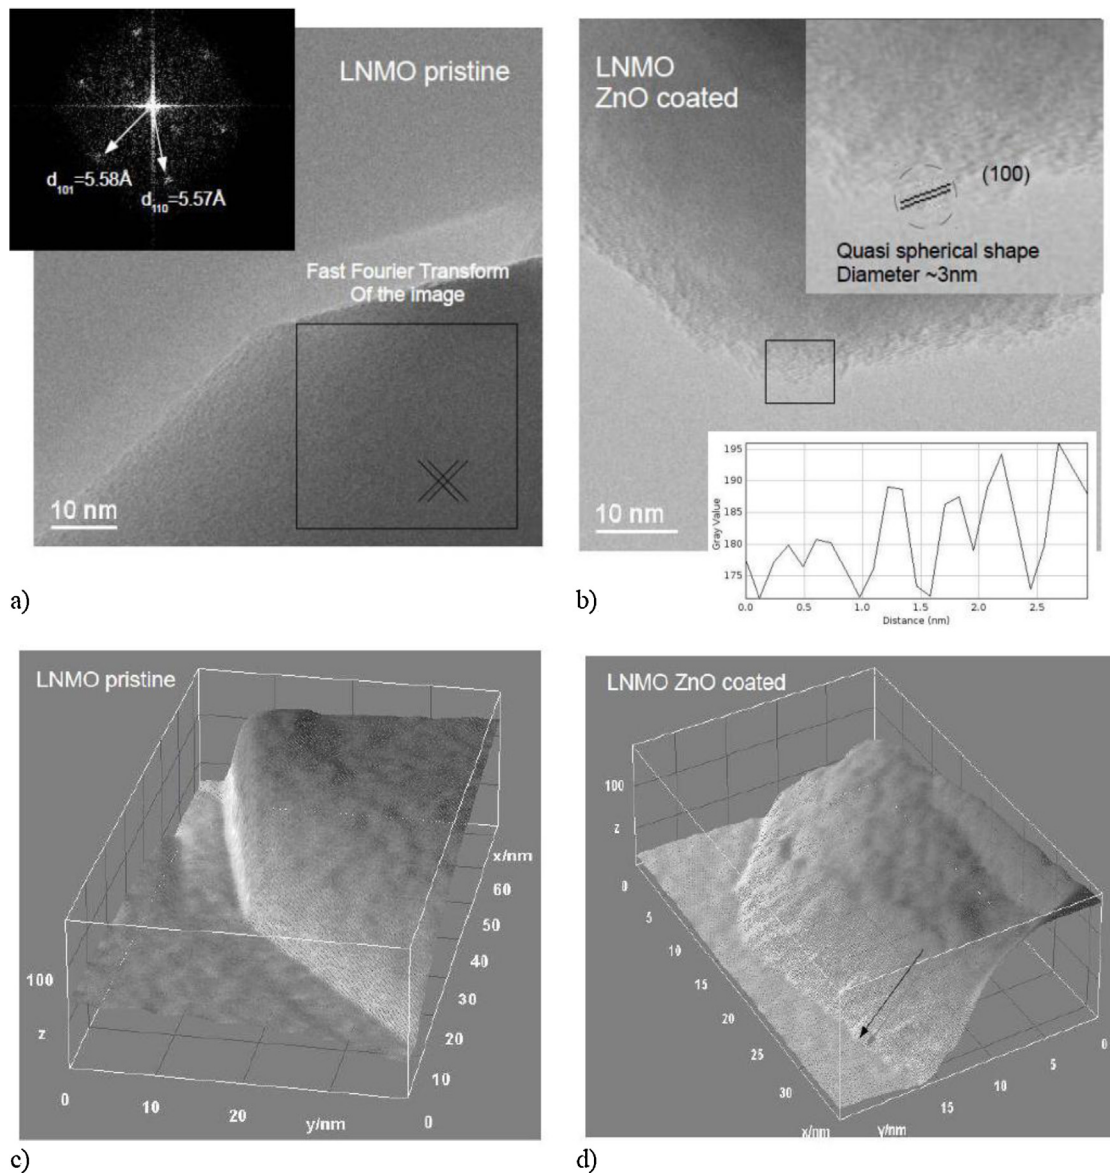 LNMO pristine
d101=5.58Å
d110=5.57Å
Fast Fourier Transform
Of the image
10 nm
a)
LNMO
ZnO coated
(100)
Quasi spherical shape
Diameter ~3nm
10 nm
195
190
185
180
175
Gray Value
0.0 0.5 1.0 1.5 2.0 2.5
Distance (nm)
b)
LNMO pristine
x/nm
60
50
40
30
20
10
0
100
z
0
10
20
y/nm
c)
LNMO ZnO coated
100
z
0
5
10
15
20
25
30
x/nm
y/nm
15
10
5
0
d)